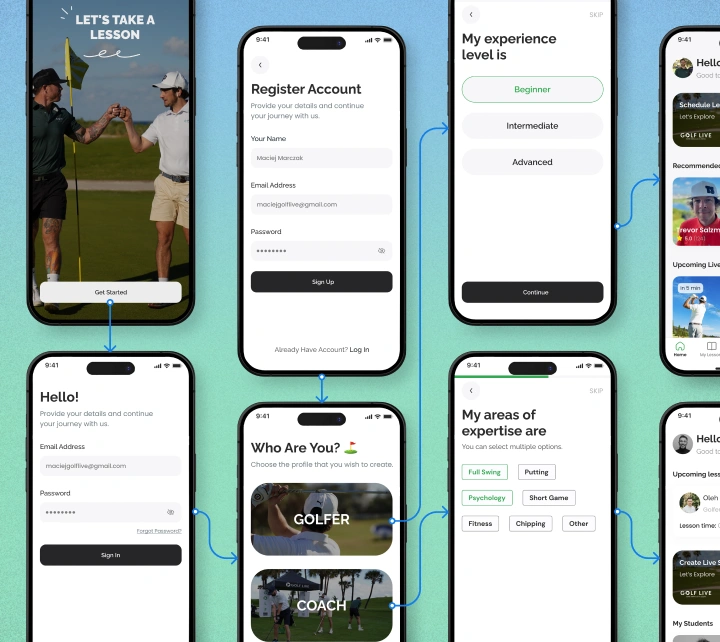 LET'S TAKE A
LESSON
Get Started
9:41
Hello!
Provide your details and continue
your journey with us.
Email Address
maciejgolflive@gmail.com
Password
Forgot Password?
Sign In
9:41
Register Account
Provide your details and continue
your journey with us.
Your Name
Maciej Marczak
Email Address
maciejgolflive@gmail.com
Password
Sign Up
Already Have Account? Log In
9:41
Who Are You?
Choose the profile that you wish to create.
GOLFER
COACH
SKIP
My experience
level is
Beginner
Intermediate
Advanced
Continue
9:41
SKIP
My areas of
expertise are
You can select multiple options.
Full Swing
Putting
Psychology
Short Game
Fitness
Chipping
Other
9:41
Hello
Good to
Schedule Le
Let's Explore
GOLF LIVE
Recommended
Trevor Salzm
5.0 (124)
Upcoming Live
in 5 min
Home
My Lesson
9:41
Hello
Good to
Upcoming less
Oleh
Golfer
Lesson time:
Create Live S
Let's Explore
GOLF LIVE
My Students